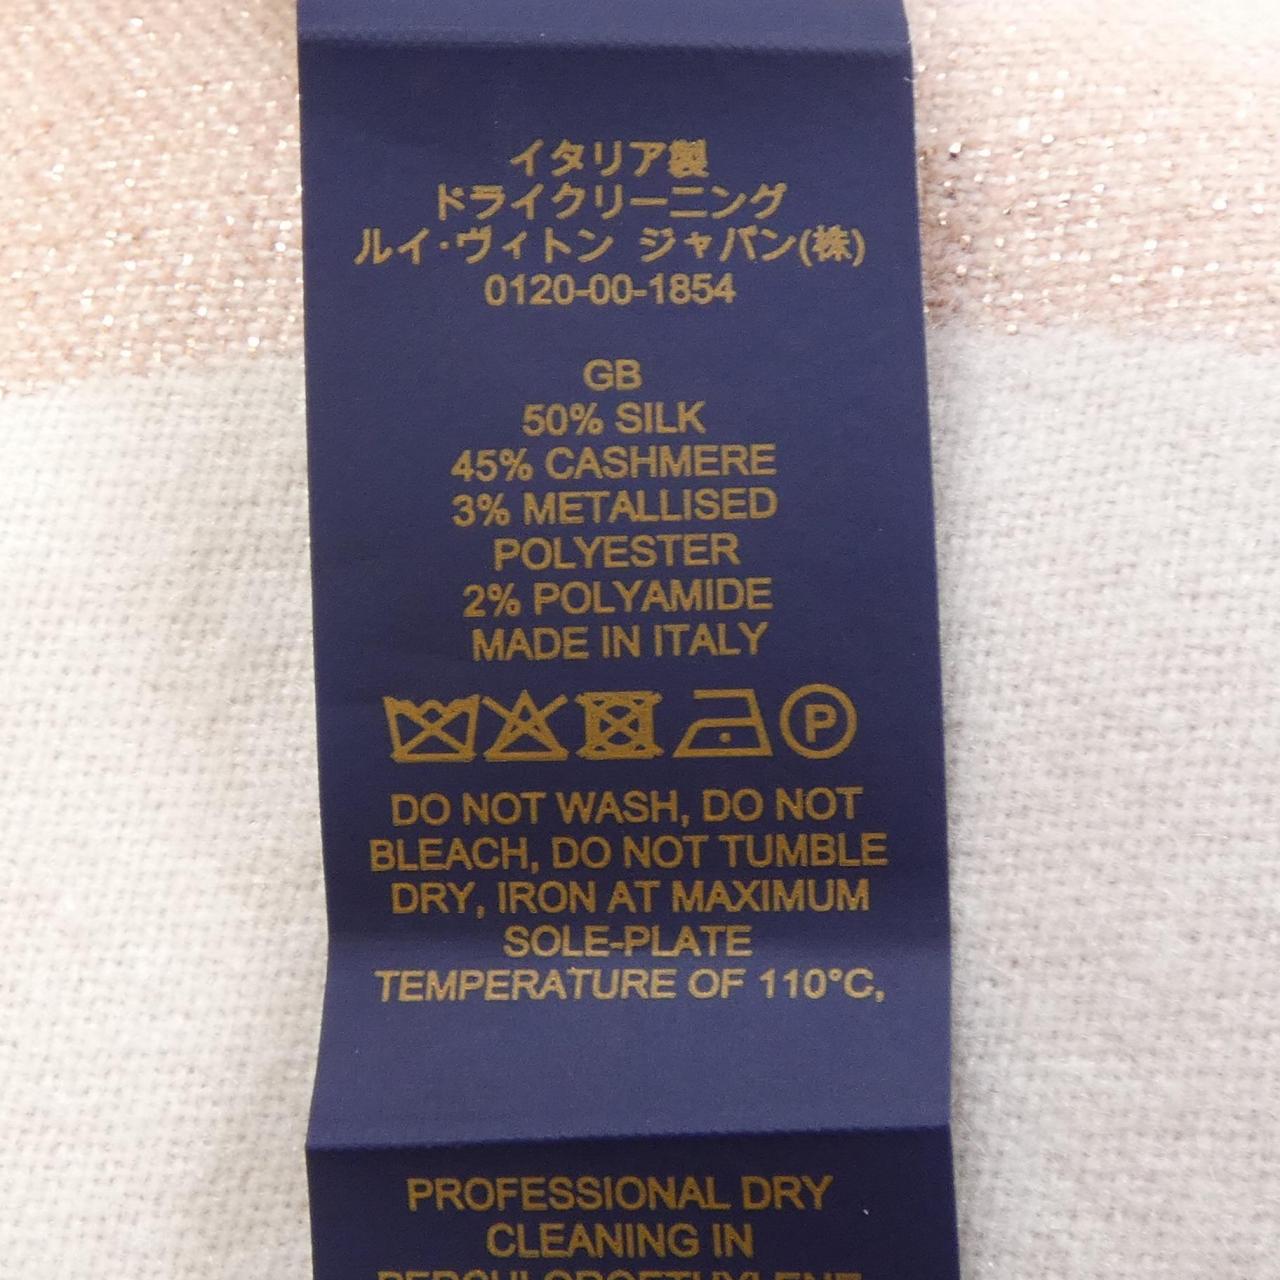 イタリア製
ドライクリーニング
ルイ・ヴィトン ジャパン(株)
0120-00-1854
GB
50% SILK
45% CASHMERE
3% METALLISED
POLYESTER
2% POLYAMIDE
MADE IN ITALY
P
DO NOT WASH, DO NOT
BLEACH, DO NOT TUMBLE
DRY, IRON AT MAXIMUM
SOLE-PLATE
TEMPERATURE OF 110°C,
PROFESSIONAL DRY
CLEANING IN
PERCHLOROETHYLENE